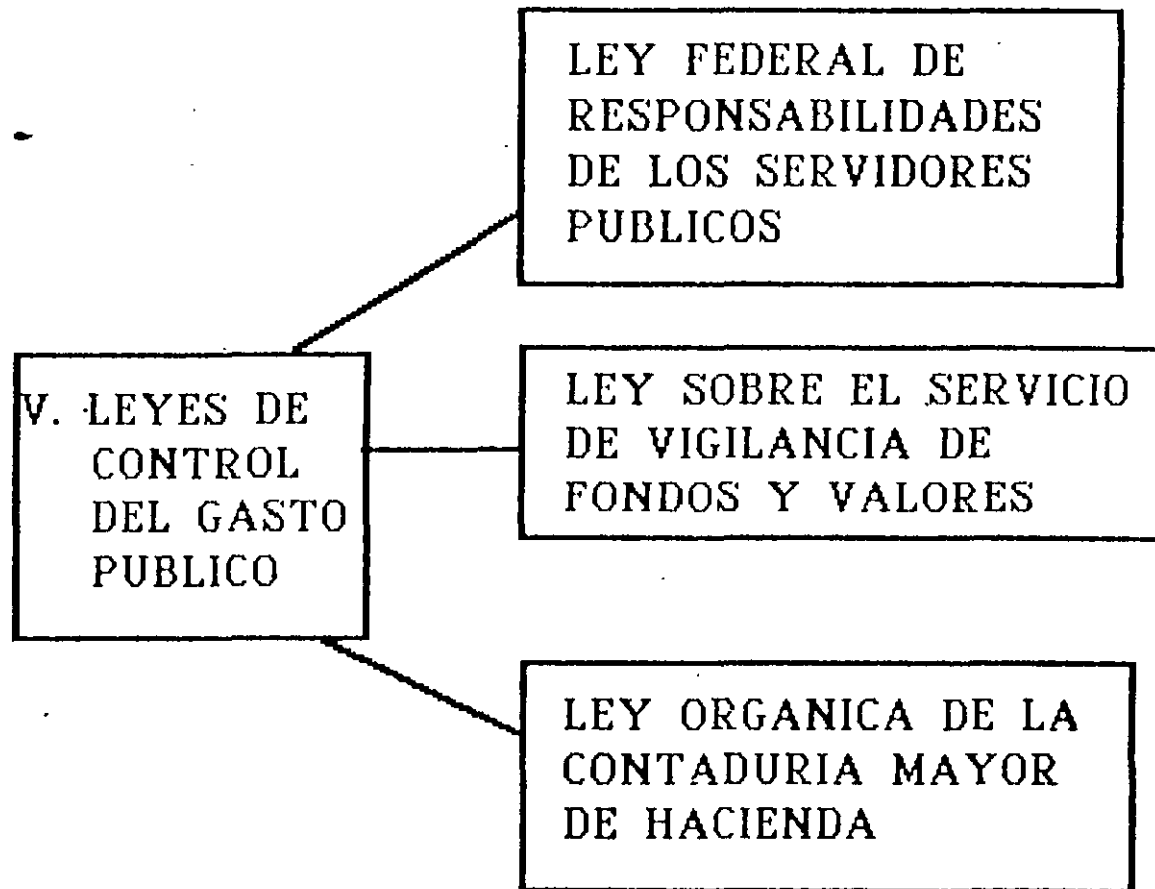 V. LEYES DE
CONTROL
DEL GASTO
PUBLICO
LEY FEDERAL DE
RESPONSABILIDADES
DE LOS SERVIDORES
PUBLICOS
LEY SOBRE EL SERVICIO
DE VIGILANCIA DE
FONDOS Y VALORES
LEY ORGANICA DE LA
CONTADURIA MAYOR
DE HACIENDA